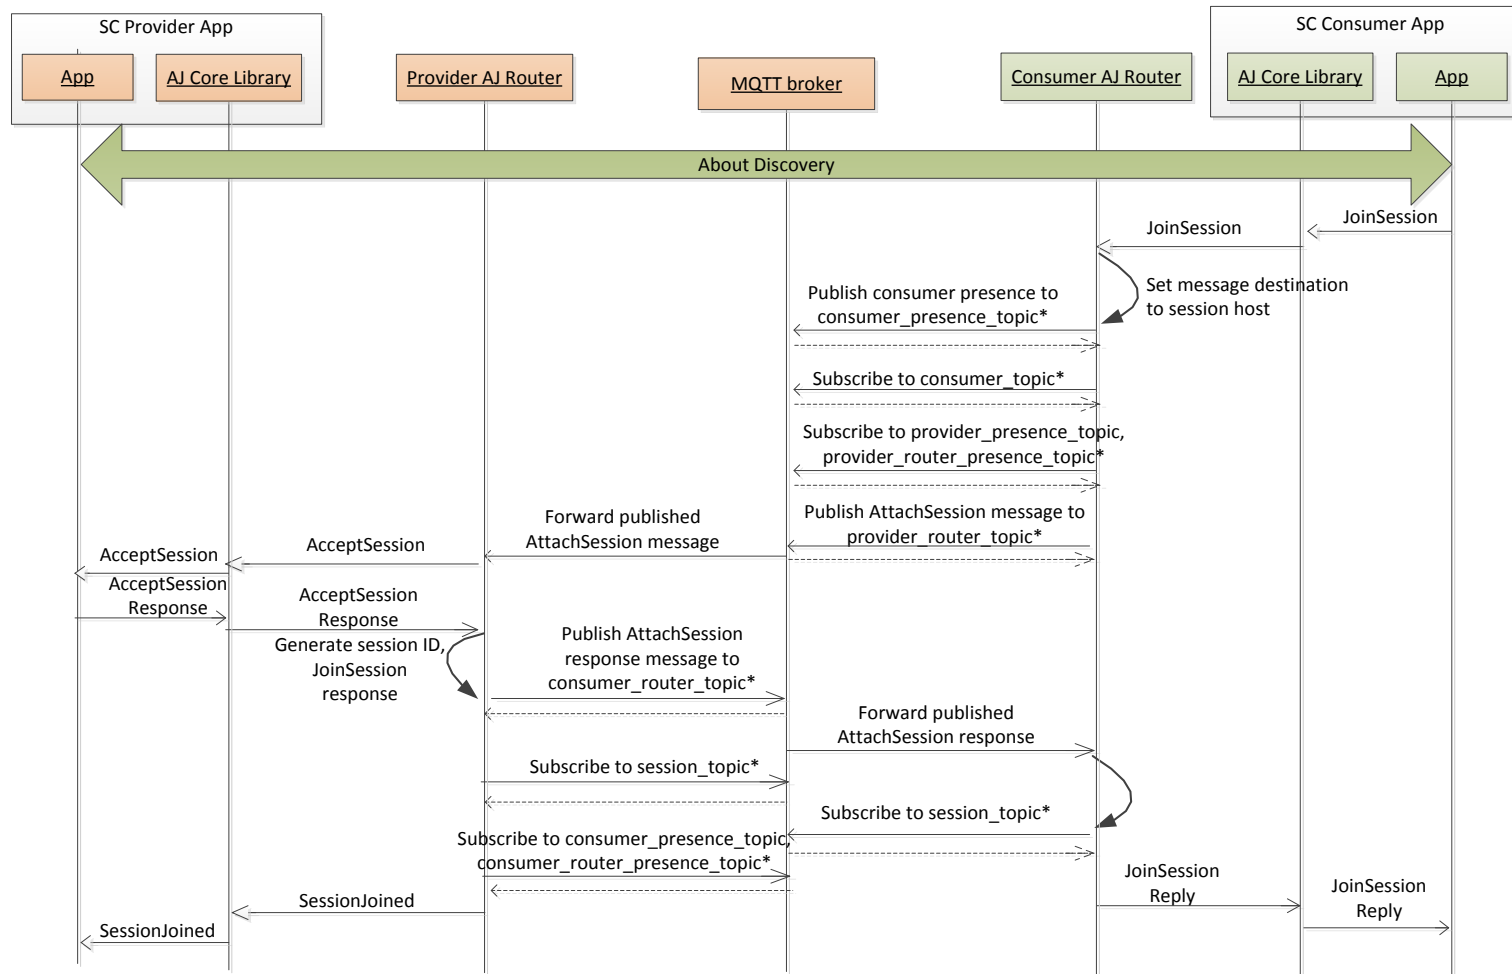 SC Provider App
SC Consumer App
App
AJ Core Library
Provider AJ Router
MQTT broker
Consumer AJ Router
AJ Core Library
App
About Discovery
JoinSession
JoinSession
Set message destination
to session host
Publish consumer presence to
consumer_presence_topic*
Subscribe to consumer_topic*
Subscribe to provider_presence_topic,
provider_router_presence_topic*
Publish AttachSession message to
provider_router_topic*
Forward published
AttachSession message
AcceptSession
AcceptSession
AcceptSession
Response
AcceptSession
Response
Generate session ID,
JoinSession
response
Publish AttachSession
response message to
consumer_router_topic*
Forward published
AttachSession response
Subscribe to session_topic*
Subscribe to session_topic*
Subscribe to consumer_presence_topic,
consumer_router_presence_topic*
JoinSession
Reply
JoinSession
Reply
SessionJoined
SessionJoined